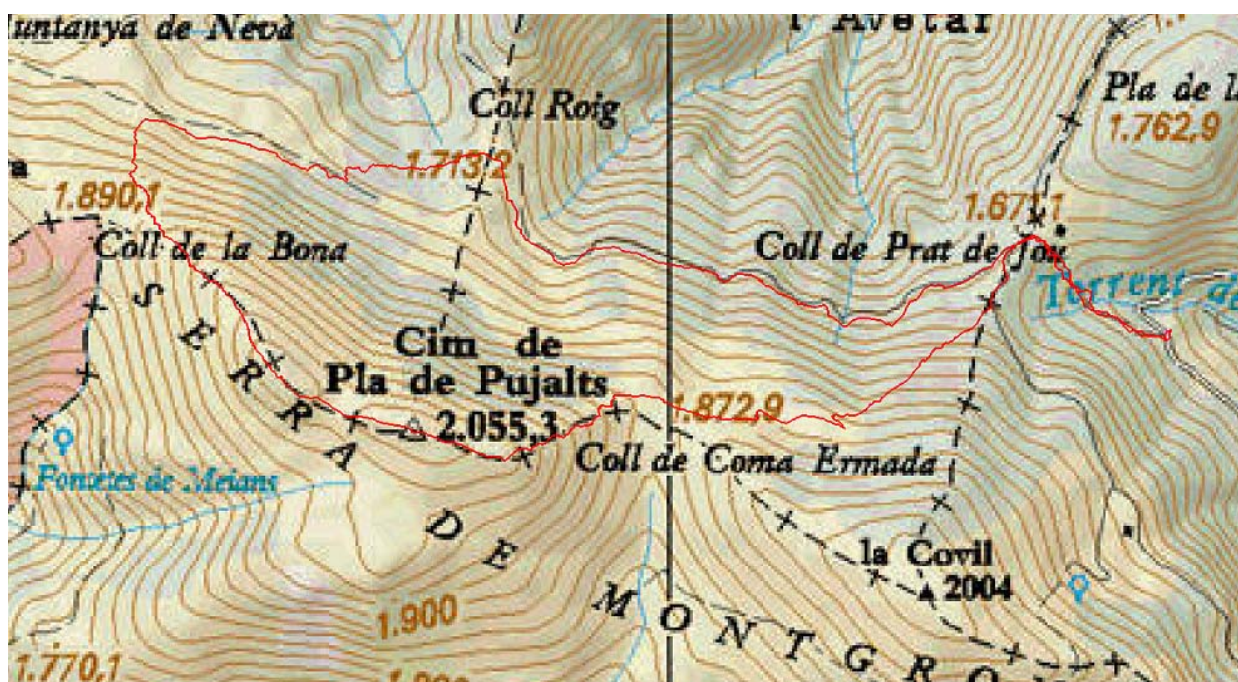 untanya de Nevà
l'Avetar
Coll Roig
Pla de l
1.762,9
1.713,2
a
1.890,1
1.671,1
Coll de la Bona
Coll de Prat de Jou
Torrent de
SERRA DE MONTGRO
Cim de
Pla de Pujalts
2.055,3
1.872,9
Coll de Coma Ermada
Fontetes de Meians
la Covil
2004
1.900
1.770,1